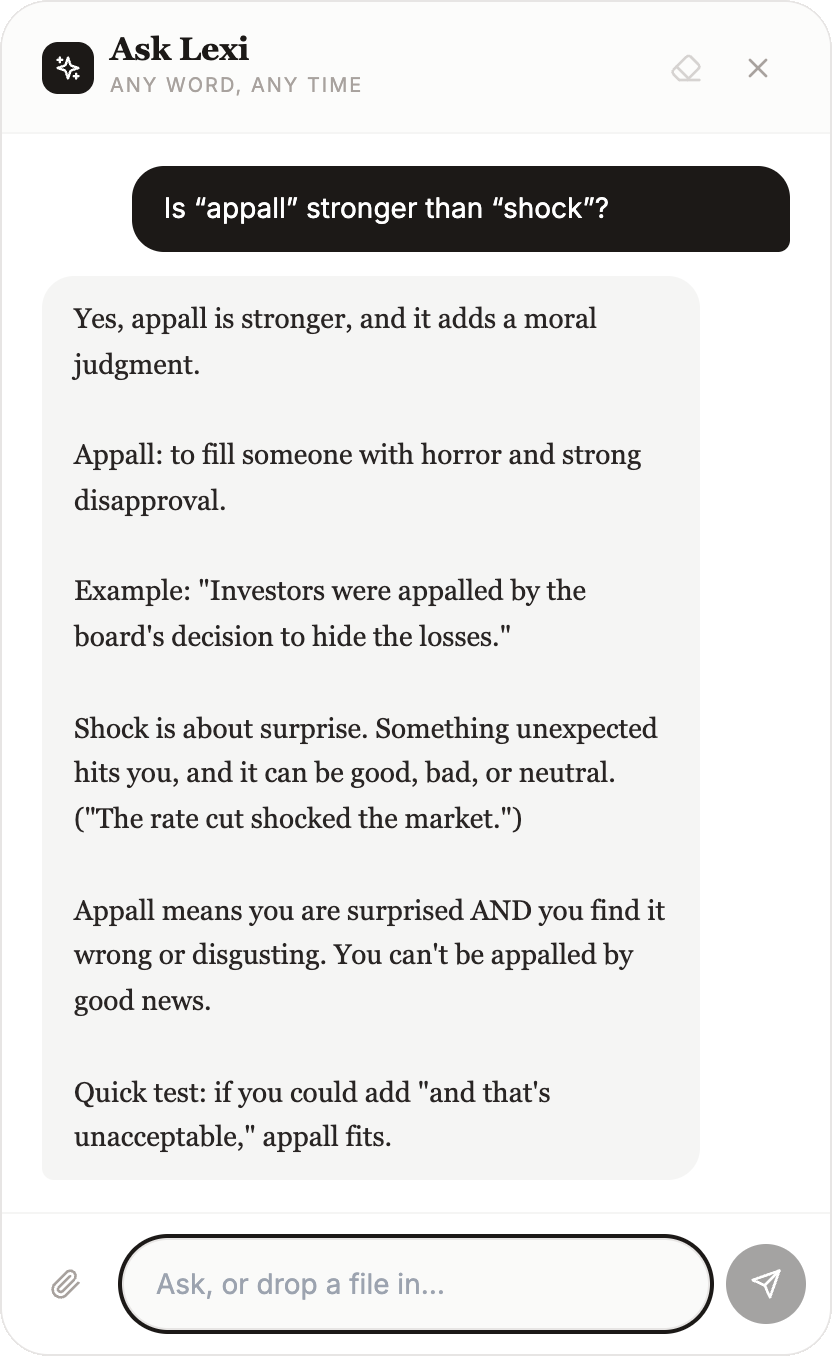 Ask Lexi
ANY WORD, ANY TIME
Is “appall” stronger than “shock”?
Yes, appall is stronger, and it adds a moral
judgment.
Appall: to fill someone with horror and strong
disapproval.
Example: "Investors were appalled by the
board's decision to hide the losses."
Shock is about surprise. Something unexpected
hits you, and it can be good, bad, or neutral.
("The rate cut shocked the market.")
Appall means you are surprised AND you find it
wrong or disgusting. You can't be appalled by
good news.
Quick test: if you could add "and that's
unacceptable," appall fits.
Ask, or drop a file in...